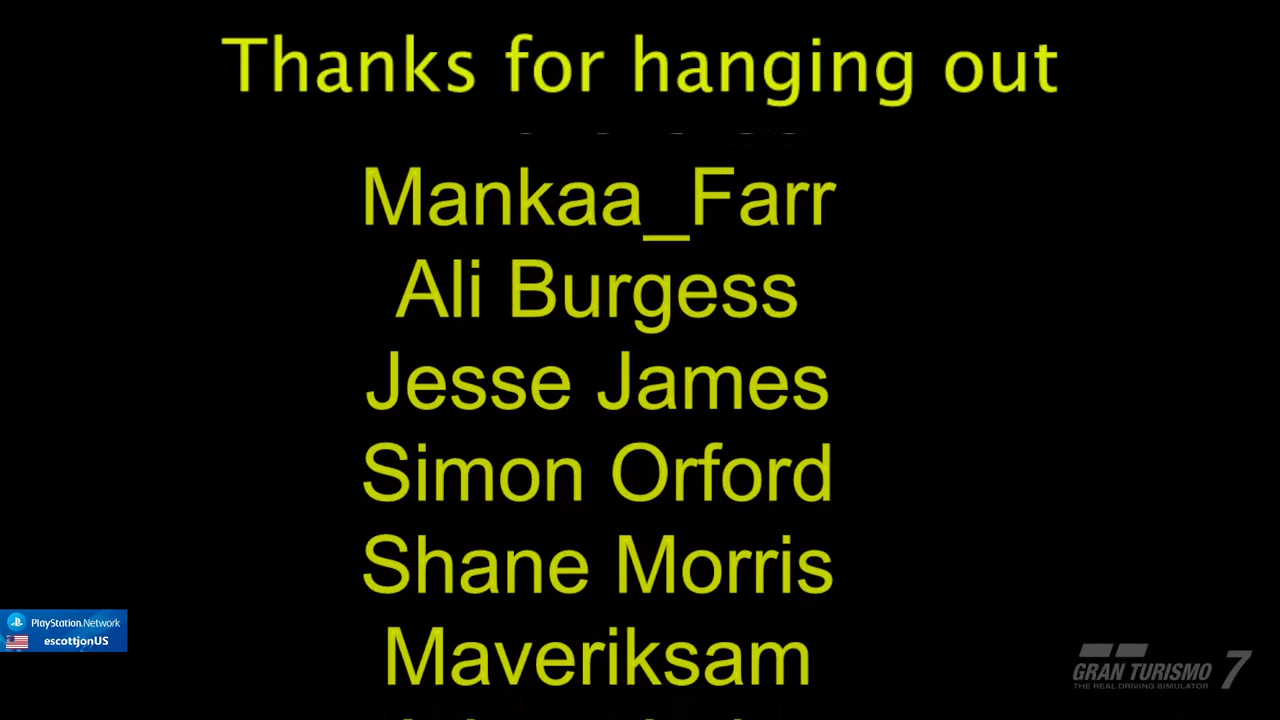 Thanks for hanging out
Mankaa_Farr
Ali Burgess
Jesse James
Simon Orford
Shane Morris
Maveriksam
PlayStation.Network
escottjonUS
GRAN TURISMO 7
THE REAL DRIVING SIMULATOR